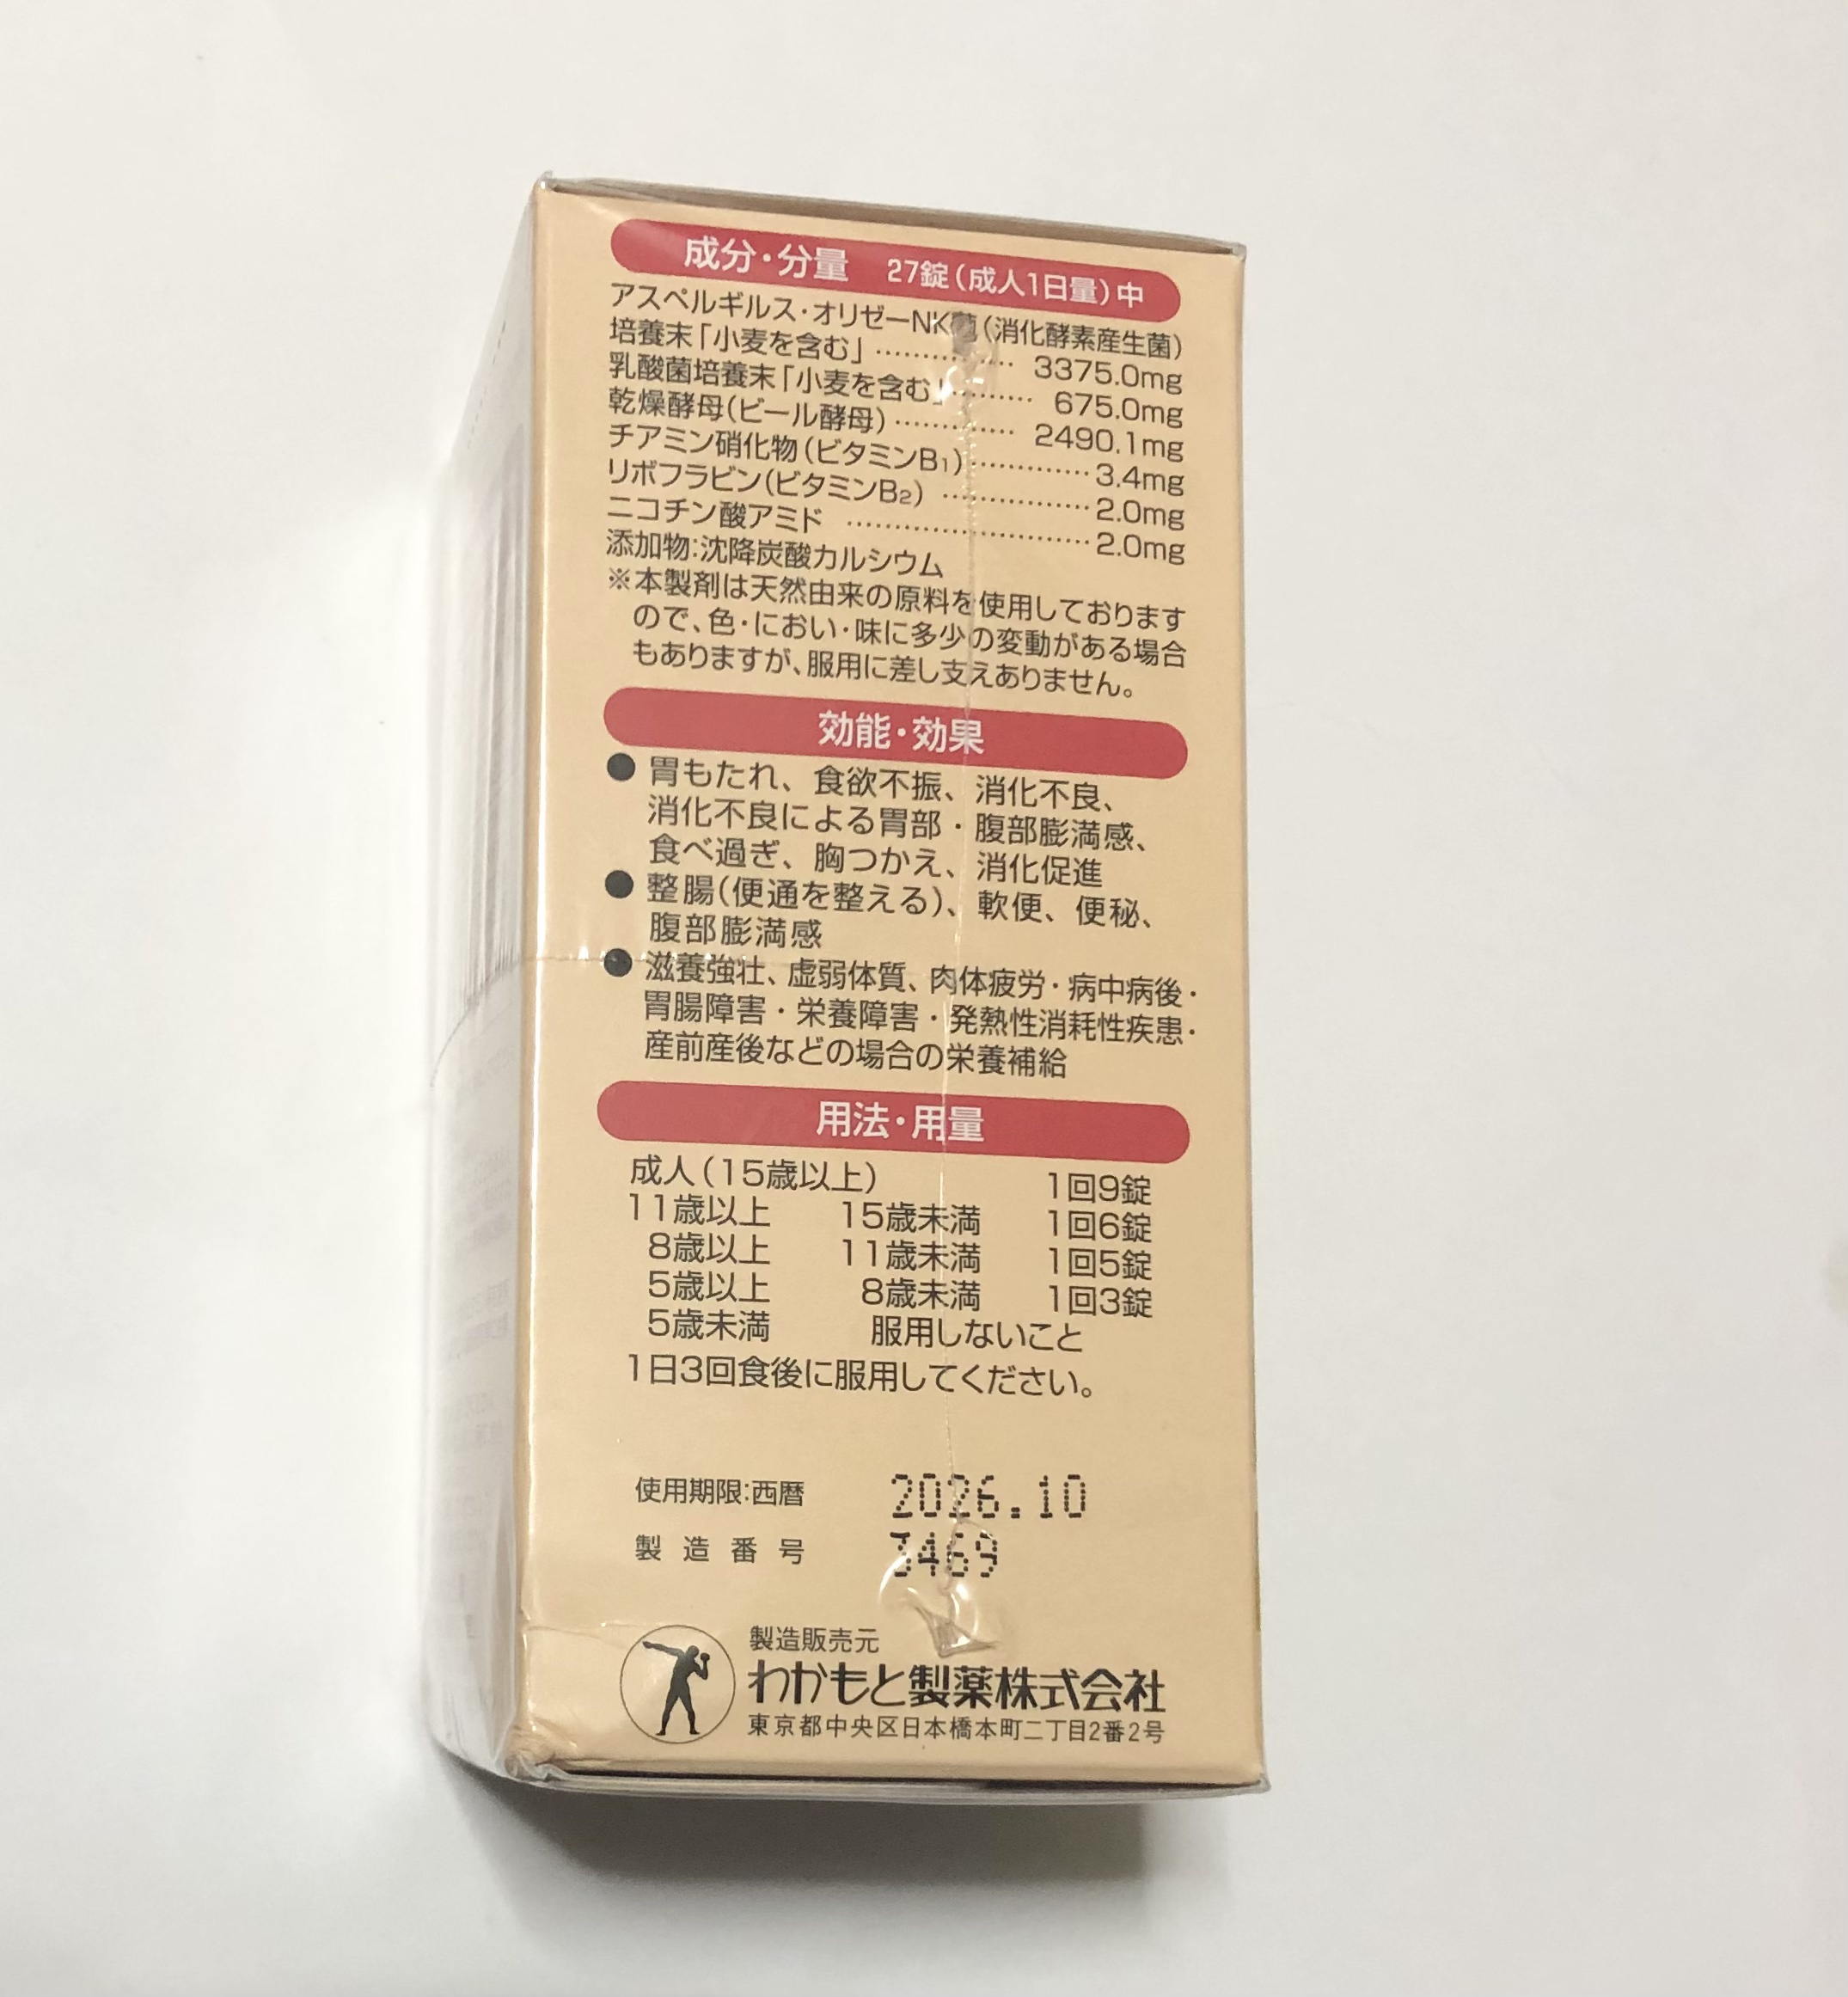 成分・分量 27錠(成人1日量)中
アスペルギルス・オリゼーNK菌(消化酵素産生菌)
培養末「小麦を含む」………… 3375.0mg
乳酸菌培養末「小麦を含む」……… 675.0mg
乾燥酵母(ビール酵母)………… 2490.1mg
チアミン硝化物(ビタミンB₁)………… 3.4mg
リボフラビン(ビタミンB₂) …………… 2.0mg
ニコチン酸アミド …………………… 2.0mg
添加物:沈降炭酸カルシウム
※本製剤は天然由来の原料を使用しております
ので、色・におい・味に多少の変動がある場合
もありますが、服用に差し支えありません。
効能・効果
● 胃もたれ、食欲不振、消化不良、
消化不良による胃部・腹部膨満感、
食べ過ぎ、胸つかえ、消化促進
● 整腸(便通を整える)、軟便、便秘、
腹部膨満感
● 滋養強壮、虚弱体質、肉体疲労・病中病後・
胃腸障害・栄養障害・発熱性消耗性疾患・
産前産後などの場合の栄養補給
用法・用量
成人(15歳以上) 1回9錠
11歳以上 15歳未満 1回6錠
8歳以上 11歳未満 1回5錠
5歳以上 8歳未満 1回3錠
5歳未満 服用しないこと
1日3回食後に服用してください。
使用期限:西暦 2026.10
製造番号 3469
製造販売元
わかもと製薬株式会社
東京都中央区日本橋本町二丁目2番2号